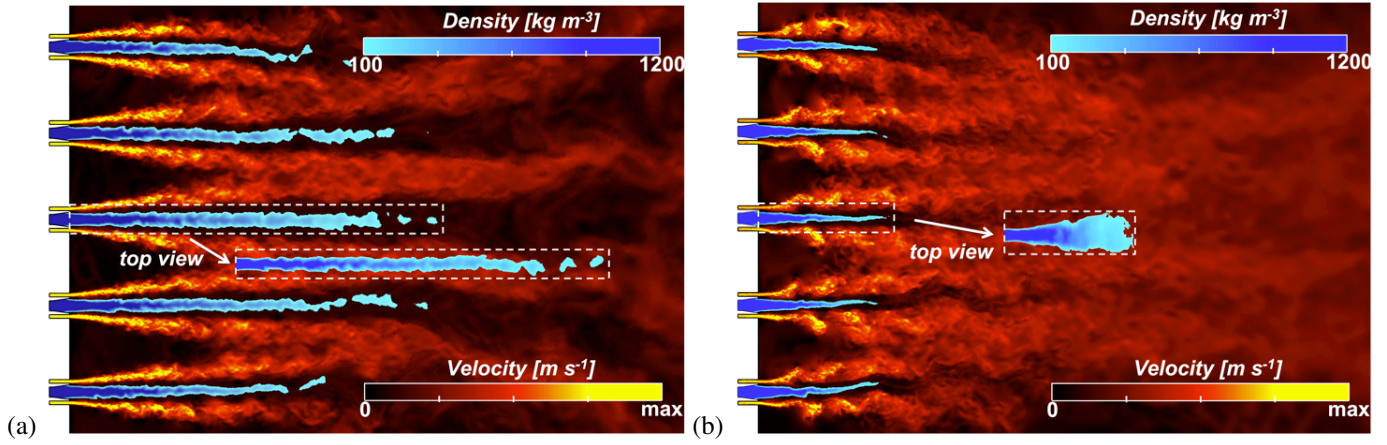 Density [kg m⁻³]
100 1200
top view
Velocity [m s⁻¹]
0 max
(a)
Density [kg m⁻³]
100 1200
top view
Velocity [m s⁻¹]
0 max
(b)